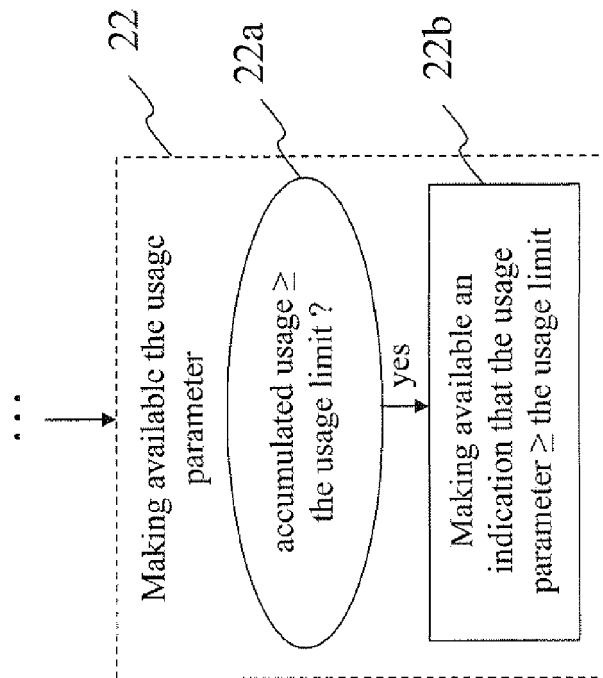 ...
22
Making available the usage
parameter
22a
accumulated usage ≥
the usage limit ?
yes
22b
Making available an
indication that the usage
parameter ≥ the usage limit